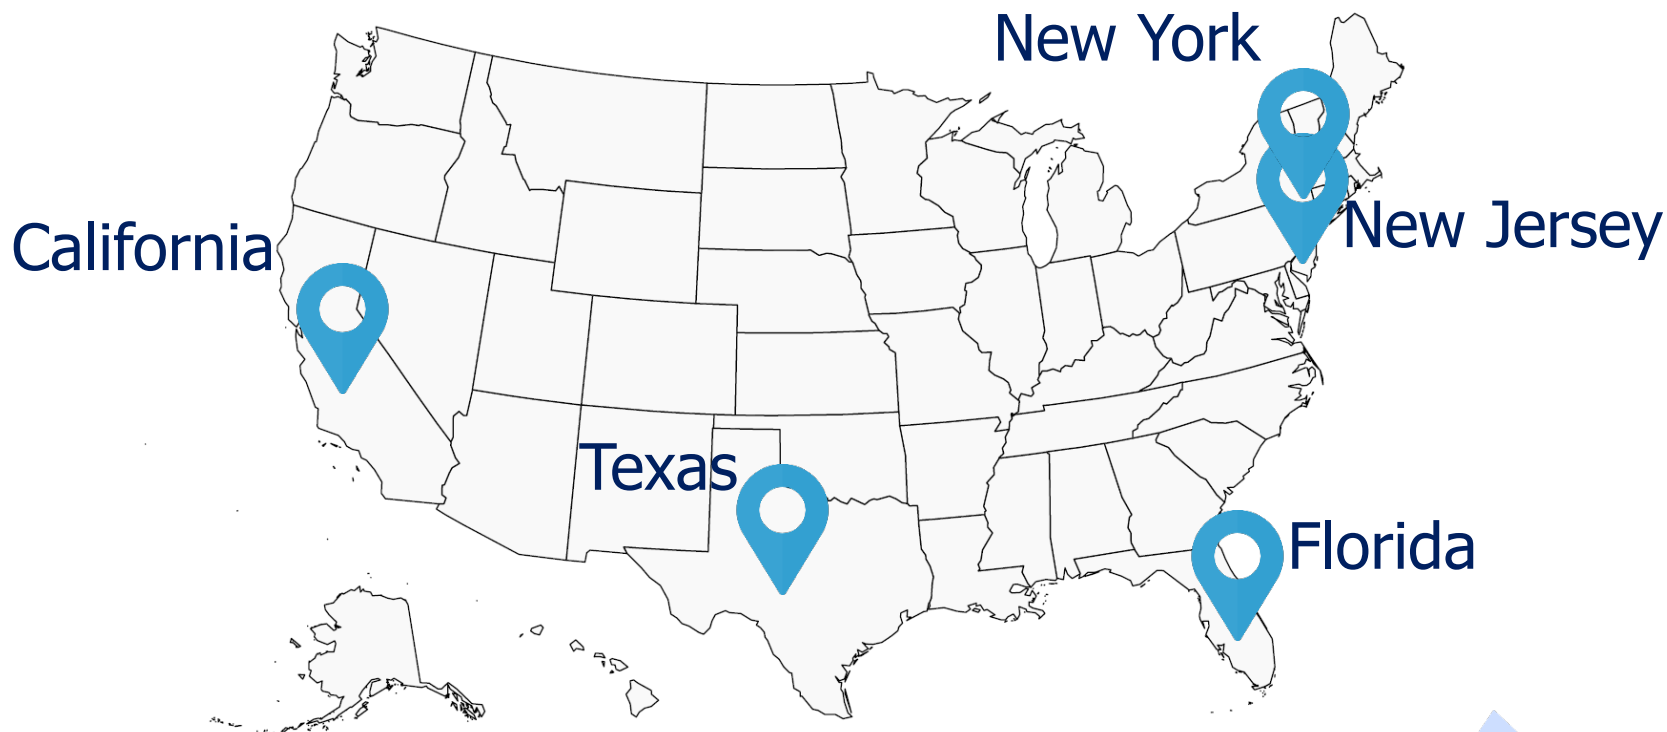 New York
New Jersey
California
Texas
Florida